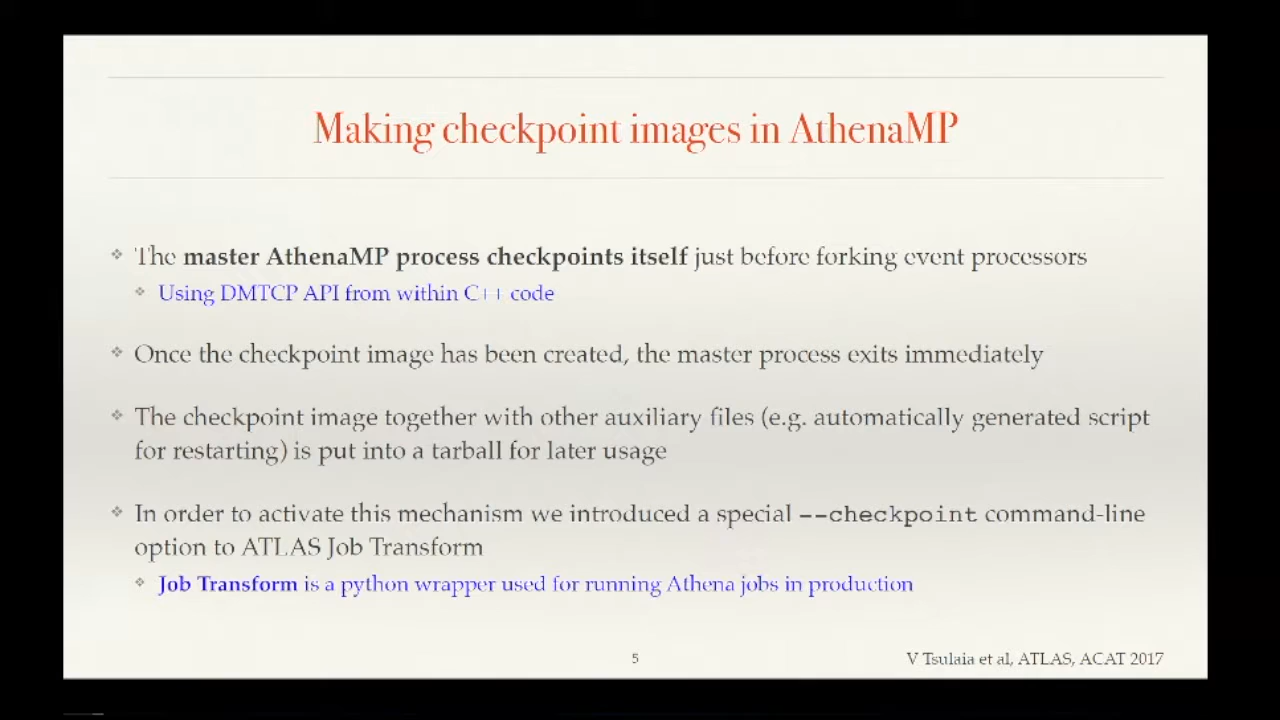 Making checkpoint images in AthenaMP
❖ The master AthenaMP process checkpoints itself just before forking event processors
❖ Using DMTCP API from within C++ code
❖ Once the checkpoint image has been created, the master process exits immediately
❖ The checkpoint image together with other auxiliary files (e.g. automatically generated script
for restarting) is put into a tarball for later usage
❖ In order to activate this mechanism we introduced a special --checkpoint command-line
option to ATLAS Job Transform
❖ Job Transform is a python wrapper used for running Athena jobs in production
5
V Tsulaia et al, ATLAS, ACAT 2017